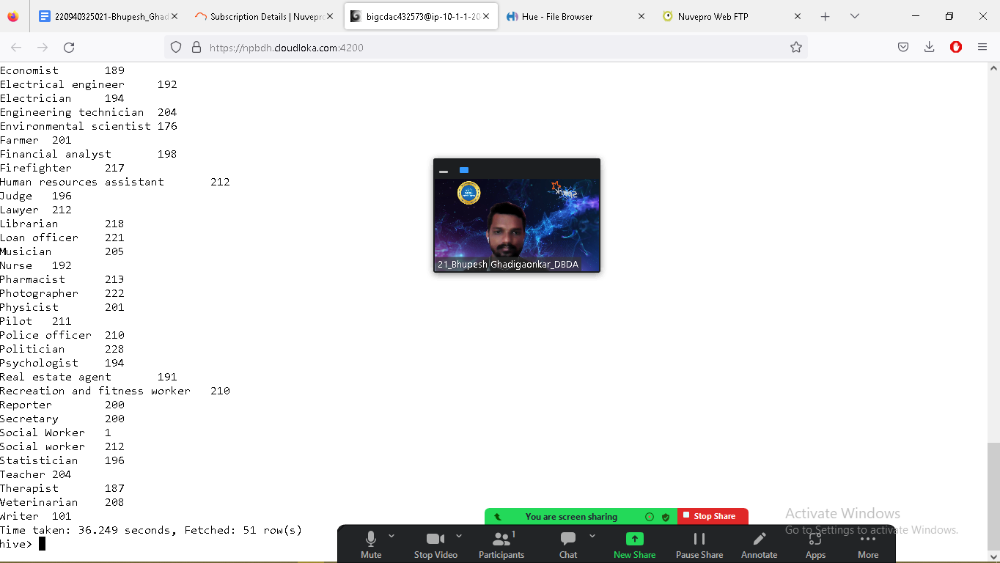 220940325021-Bhupesh_Ghad
Subscription Details | Nuvepro
bigcdac432573@ip-10-1-1-20
Hue - File Browser
Nuvepro Web FTP
https://npbdh.cloudloka.com:4200
Economist 189
Electrical engineer 192
Electrician 194
Engineering technician 204
Environmental scientist 176
Farmer 201
Financial analyst 198
Firefighter 217
Human resources assistant 212
Judge 196
Lawyer 212
Librarian 218
Loan officer 221
Musician 205
Nurse 192
Pharmacist 213
Photographer 222
Physicist 201
Pilot 211
Police officer 210
Politician 228
Psychologist 194
Real estate agent 191
Recreation and fitness worker 210
Reporter 200
Secretary 200
Social Worker 1
Social worker 212
Statistician 196
Teacher 204
Therapist 187
Veterinarian 208
Writer 101
Time taken: 36.249 seconds, Fetched: 51 row(s)
hive>
21_Bhupesh Ghadigaonkar_DBDA
You are screen sharing
Stop Share
Activate Windows
Go to Settings to activate Windows.
1
Mute
Stop Video
Participants
Chat
New Share
Pause Share
Annotate
Apps
More